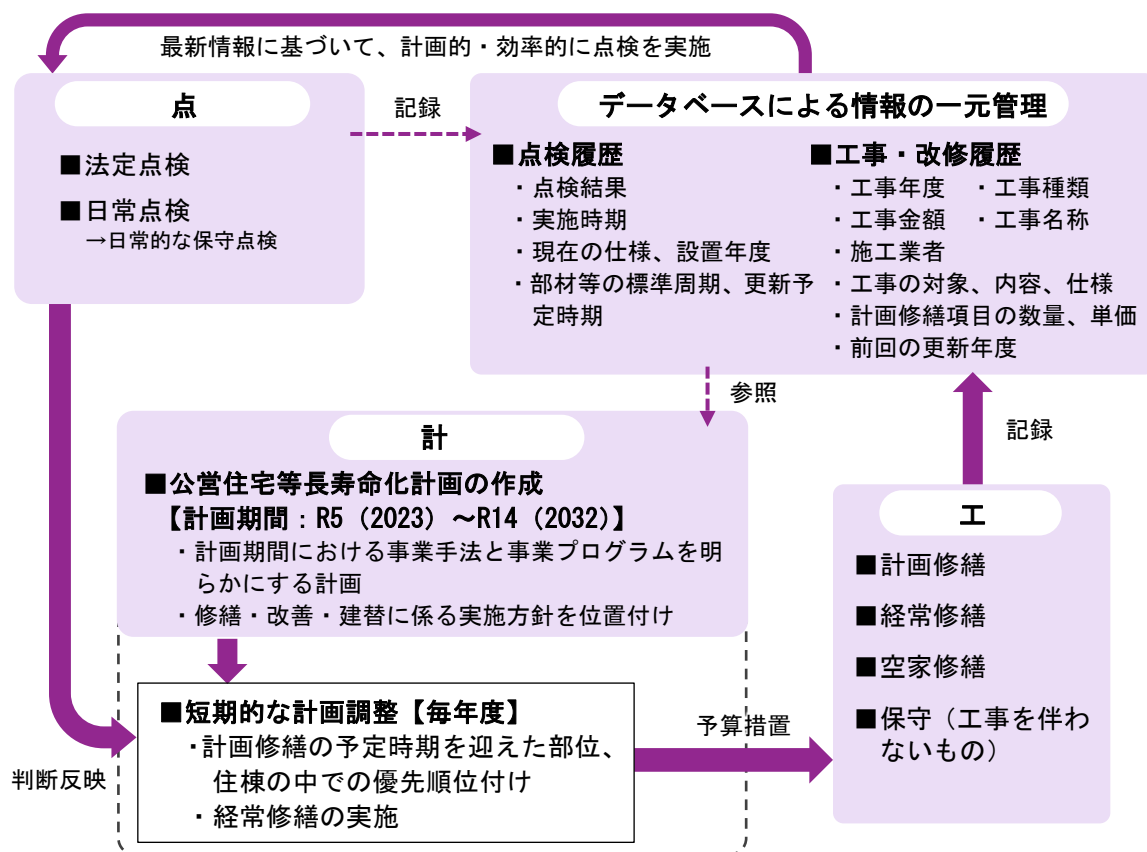 最新情報に基づいて、計画的・効率的に点検を実施
点
■法定点検
■日常点検
→日常的な保守点検
記録
データベースによる情報の一元管理
■点検履歴
・点検結果
・実施時期
・現在の仕様、設置年度
・部材等の標準周期、更新予
定時期
■工事・改修履歴
・工事年度 ・工事種類
・工事金額 ・工事名称
・施工業者
・工事の対象、内容、仕様
・計画修繕項目の数量、単価
・前回の更新年度
参照
計
■公営住宅等長寿命化計画の作成
【計画期間：R5（2023）～R14（2032）】
・計画期間における事業手法と事業プログラムを明
らかにする計画
・修繕・改善・建替に係る実施方針を位置付け
記録
工
■計画修繕
■経常修繕
■空家修繕
■保守（工事を伴わ
ないもの）
■短期的な計画調整【毎年度】
・計画修繕の予定時期を迎えた部位、
住棟の中での優先順位付け
・経常修繕の実施
予算措置
判断反映